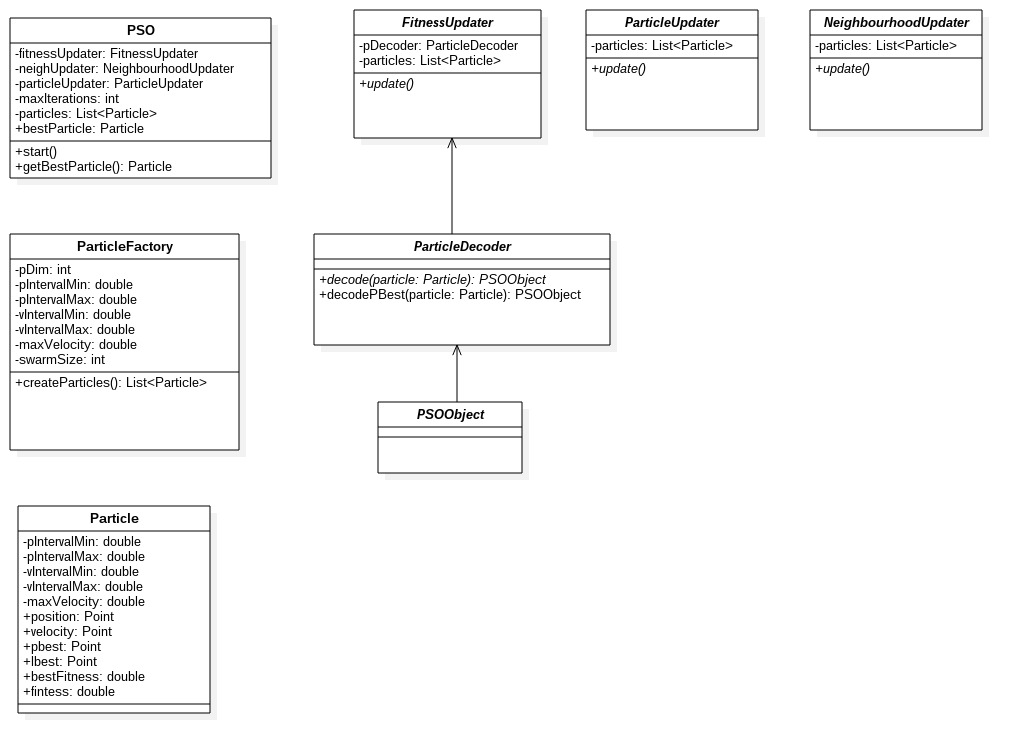 PSO
-fitnessUpdater: FitnessUpdater
-neighUpdater: NeighbourhoodUpdater
-particleUpdater: ParticleUpdater
-maxIterations: int
-particles: List<Particle>
+bestParticle: Particle
+start()
+getBestParticle(): Particle
FitnessUpdater
-pDecoder: ParticleDecoder
-particles: List<Particle>
+update()
ParticleUpdater
-particles: List<Particle>
+update()
NeighbourhoodUpdater
-particles: List<Particle>
+update()
ParticleFactory
-pDim: int
-pIntervalMin: double
-pIntervalMax: double
-vIntervalMin: double
-vIntervalMax: double
-maxVelocity: double
-swarmSize: int
+createParticles(): List<Particle>
ParticleDecoder
+decode(particle: Particle): PSOObject
+decodePBest(particle: Particle): PSOObject
PSOObject
Particle
-pIntervalMin: double
-pIntervalMax: double
-vIntervalMin: double
-vIntervalMax: double
-maxVelocity: double
+position: Point
+velocity: Point
+pbest: Point
+lbest: Point
+bestFitness: double
+fintess: double